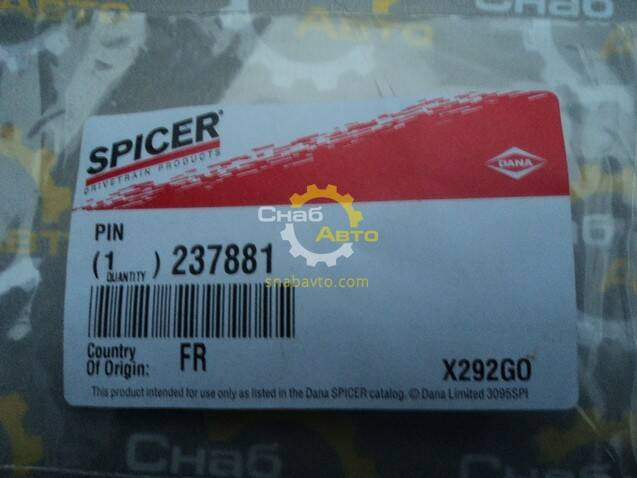 SPICER®
DRIVETRAIN PRODUCTS
DANA
PIN
(1) 237881
QUANTITY
Снаб
Авто
snabavto.com
Country
Of Origin: FR
X292GO
This product intended for use only as listed in the Dana SPICER catalog. © Dana Limited 3095SPI
Снаб